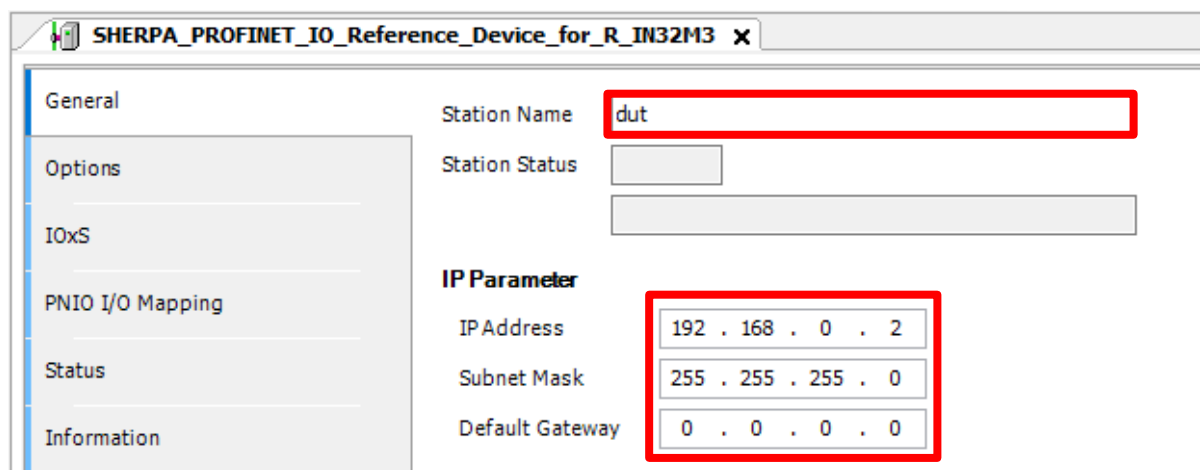 SHERPA_PROFINET_IO_Reference_Device_for_R_IN32M3 x
General
Options
IOxS
PNIO I/O Mapping
Status
Information
Station Name dut
Station Status
IP Parameter
IP Address 192 . 168 . 0 . 2
Subnet Mask 255 . 255 . 255 . 0
Default Gateway 0 . 0 . 0 . 0